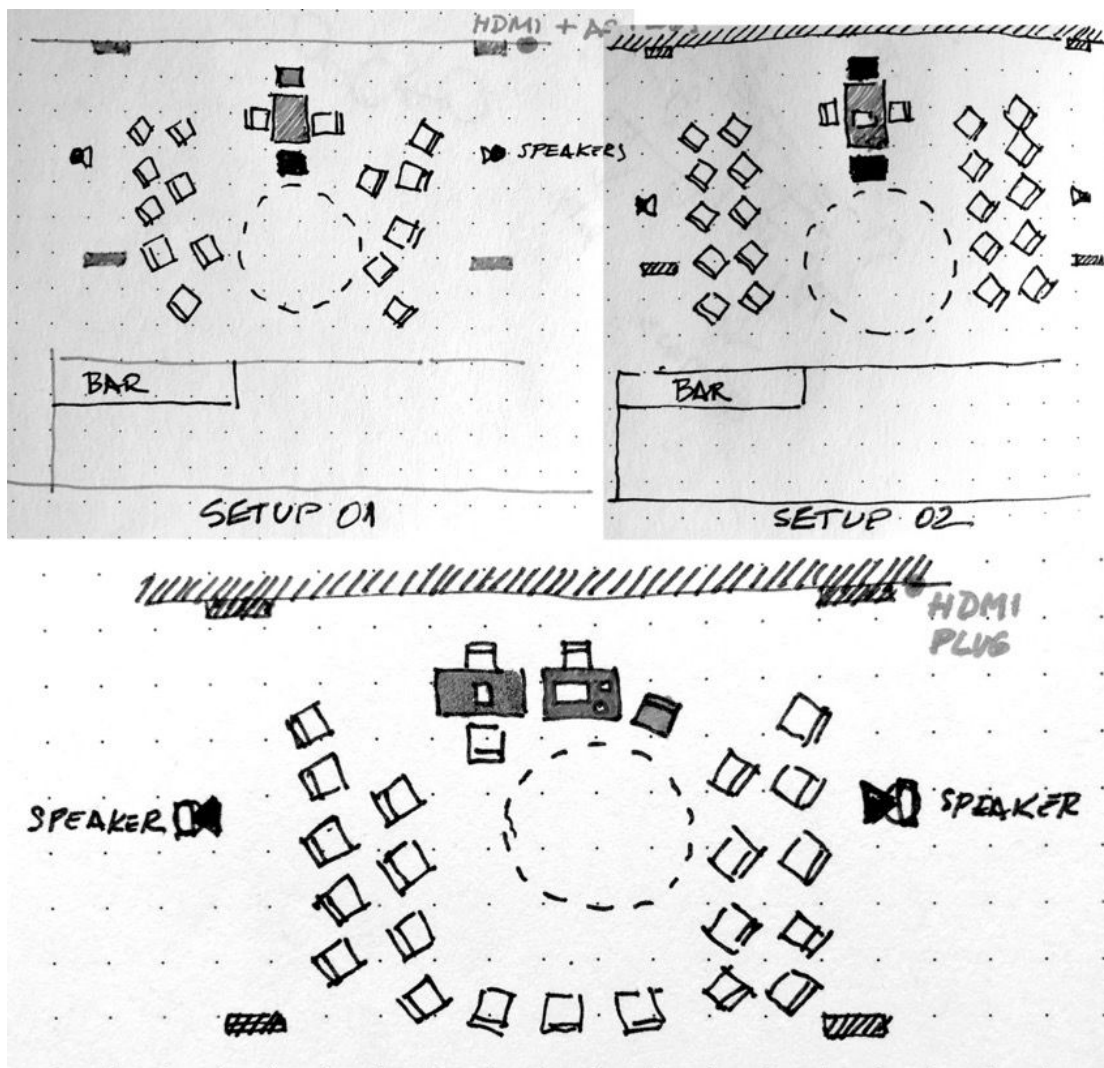 HDMI +
SPEAKERS
BAR
SETUP 01
BAR
SETUP 02
HDMI
PLUG
SPEAKER
SPEAKER